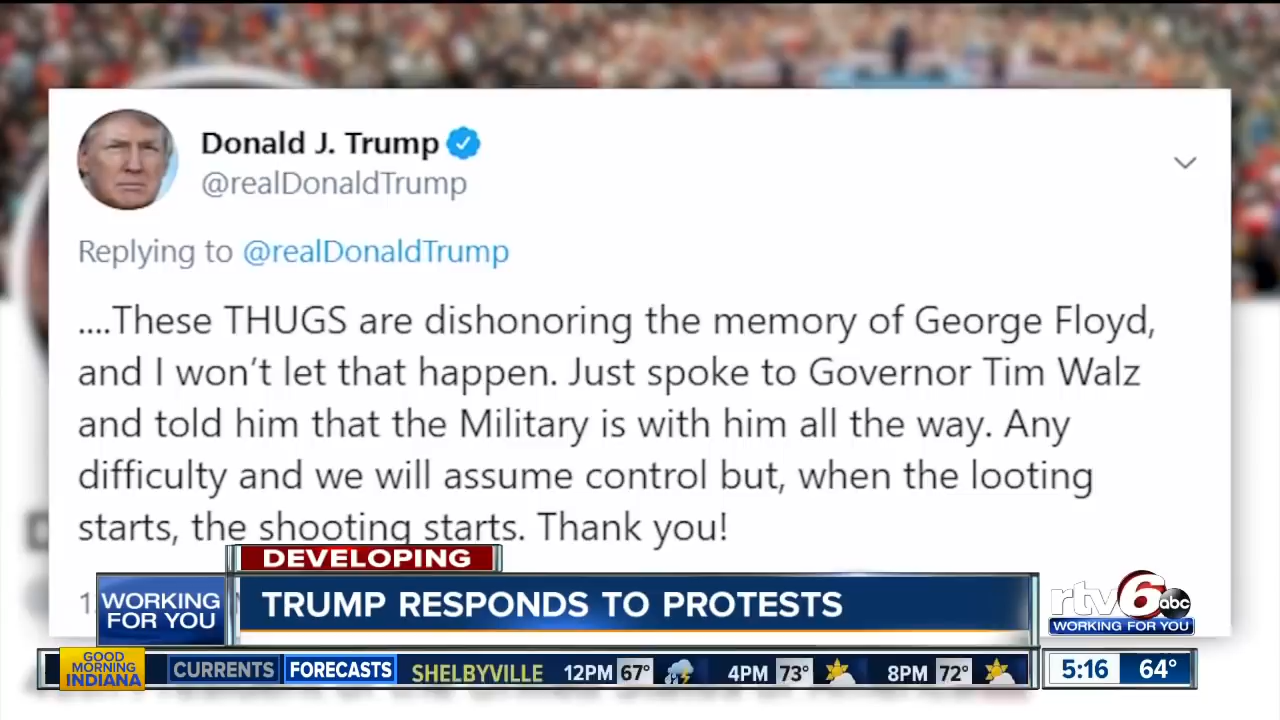 Donald J. Trump
@realDonaldTrump
Replying to @realDonaldTrump
....These THUGS are dishonoring the memory of George Floyd,
and I won’t let that happen. Just spoke to Governor Tim Walz
and told him that the Military is with him all the way. Any
difficulty and we will assume control but, when the looting
starts, the shooting starts. Thank you!
DEVELOPING
WORKING
FOR YOU
TRUMP RESPONDS TO PROTESTS
rtv6 abc
WORKING FOR YOU
GOOD
MORNING
INDIANA
CURRENTS FORECASTS SHELBYVILLE 12PM 67° 4PM 73° 8PM 72° 5:16 64°